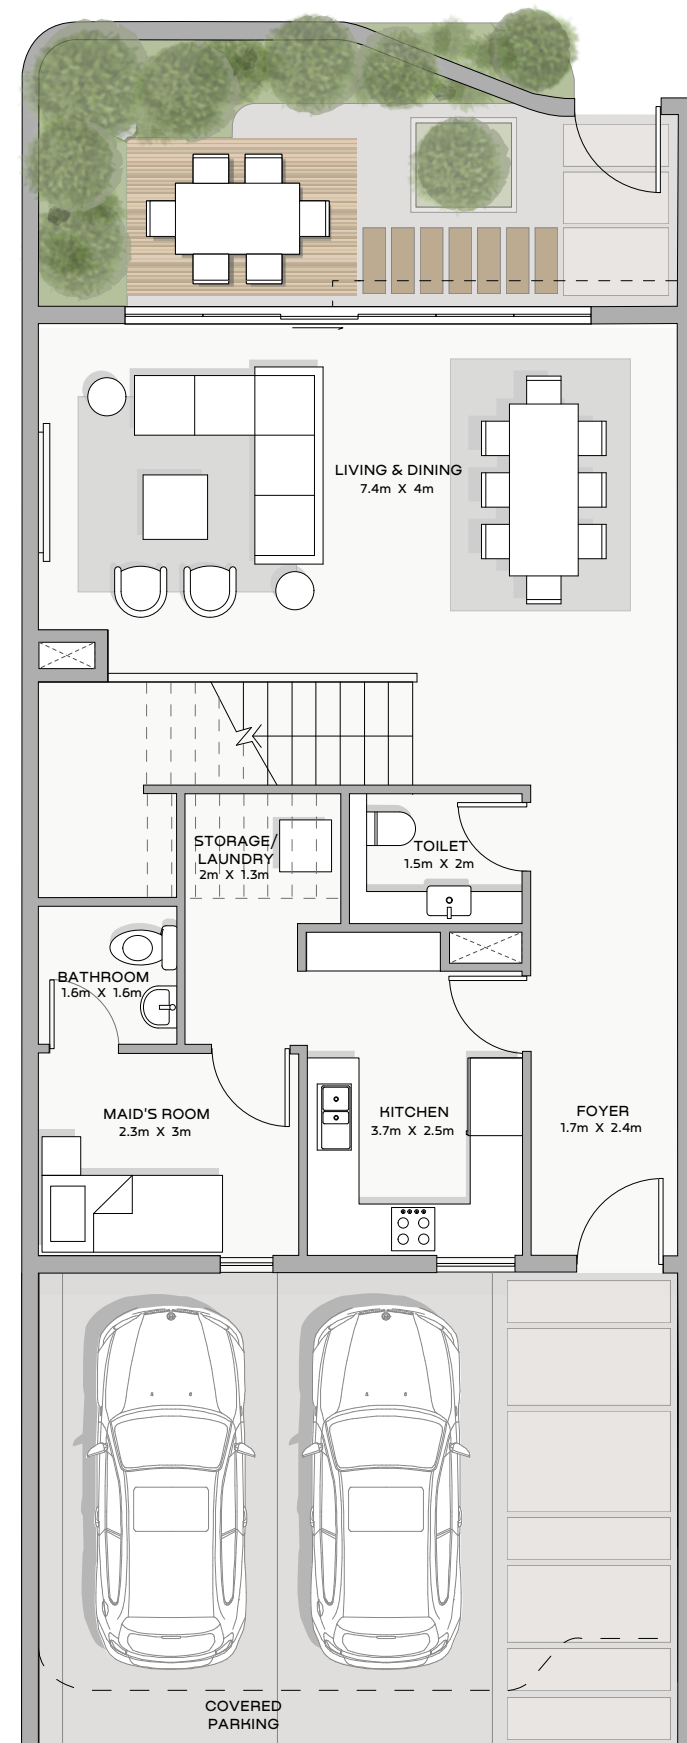 LIVING & DINING
7.4m X 4m
STORAGE/
LAUNDRY
2m X 1.3m
TOILET
1.5m X 2m
BATHROOM
1.6m X 1.6m
MAID'S ROOM
2.3m X 3m
KITCHEN
3.7m X 2.5m
FOYER
1.7m X 2.4m
COVERED
PARKING